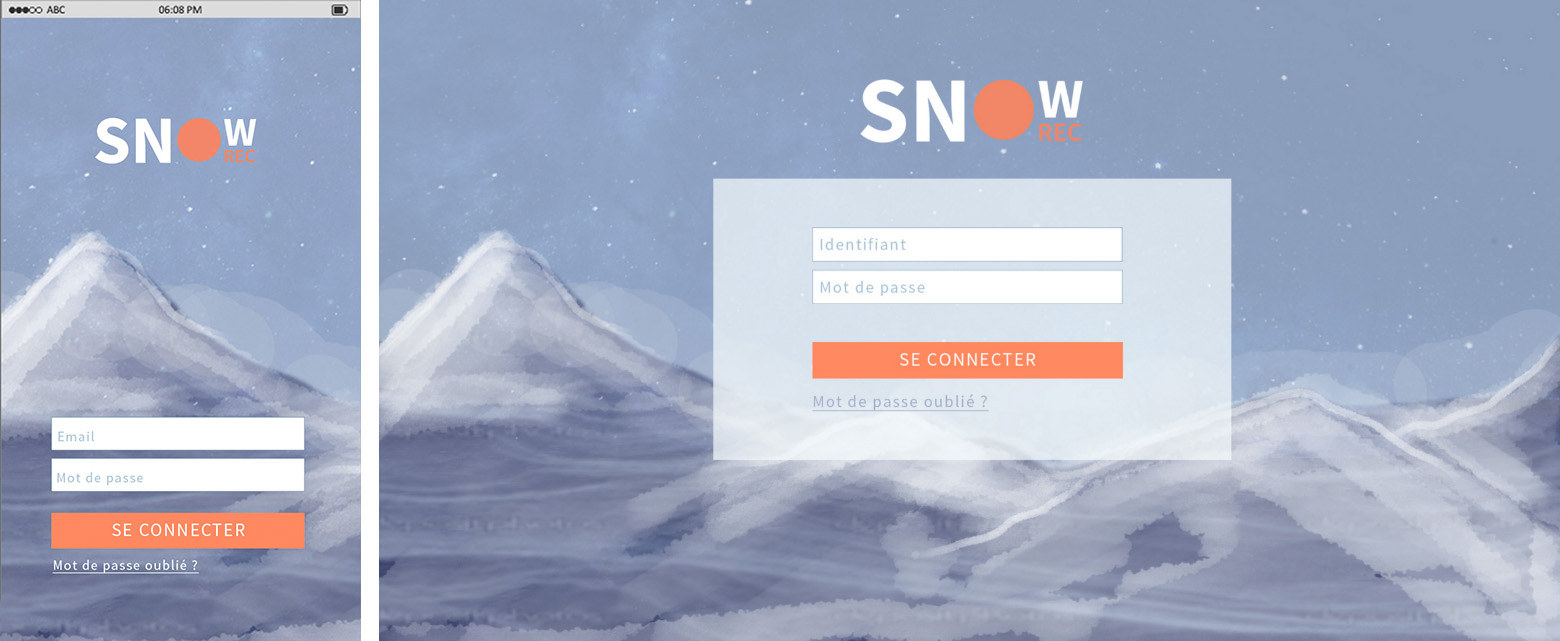 ABC 06:08 PM
SNOW
REC
Email
Mot de passe
SE CONNECTER
Mot de passe oublié ?
SNOW
REC
Identifiant
Mot de passe
SE CONNECTER
Mot de passe oublié ?